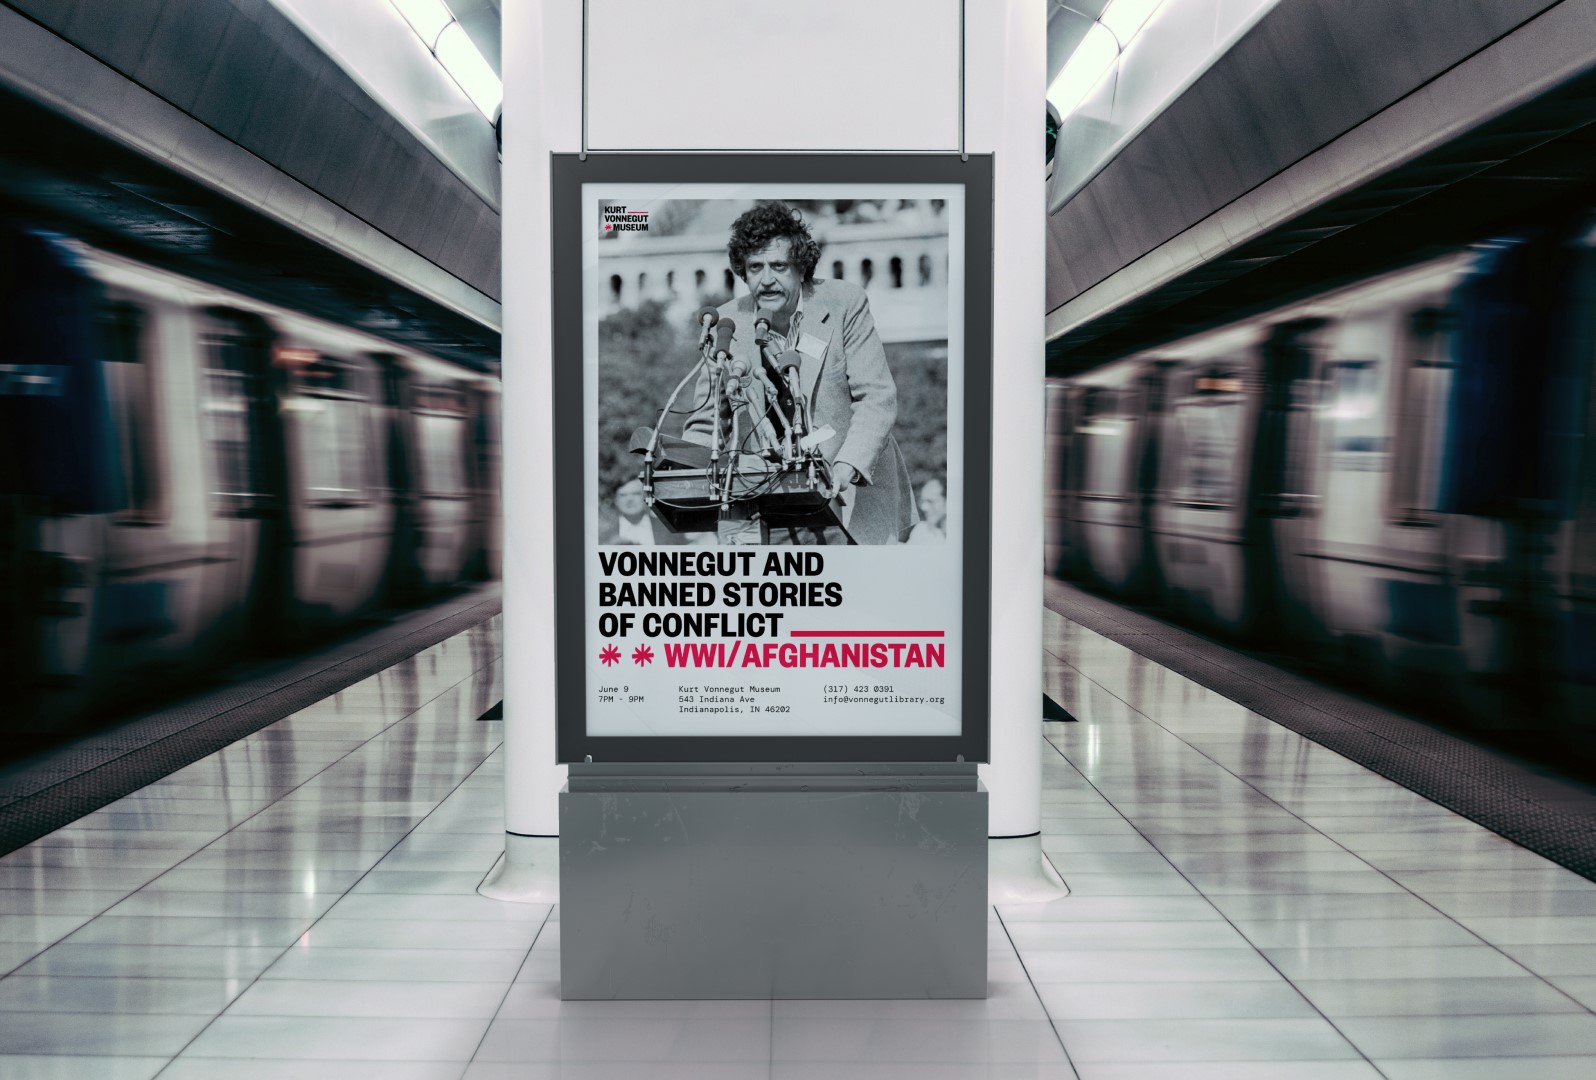 KURT
VONNEGUT
MUSEUM
VONNEGUT AND
BANNED STORIES
OF CONFLICT
** WWI/AFGHANISTAN
June 9
7PM - 9PM
Kurt Vonnegut Museum
543 Indiana Ave
Indianapolis, IN 46202
(317) 423 0391
info@vonnegutlibrary.org